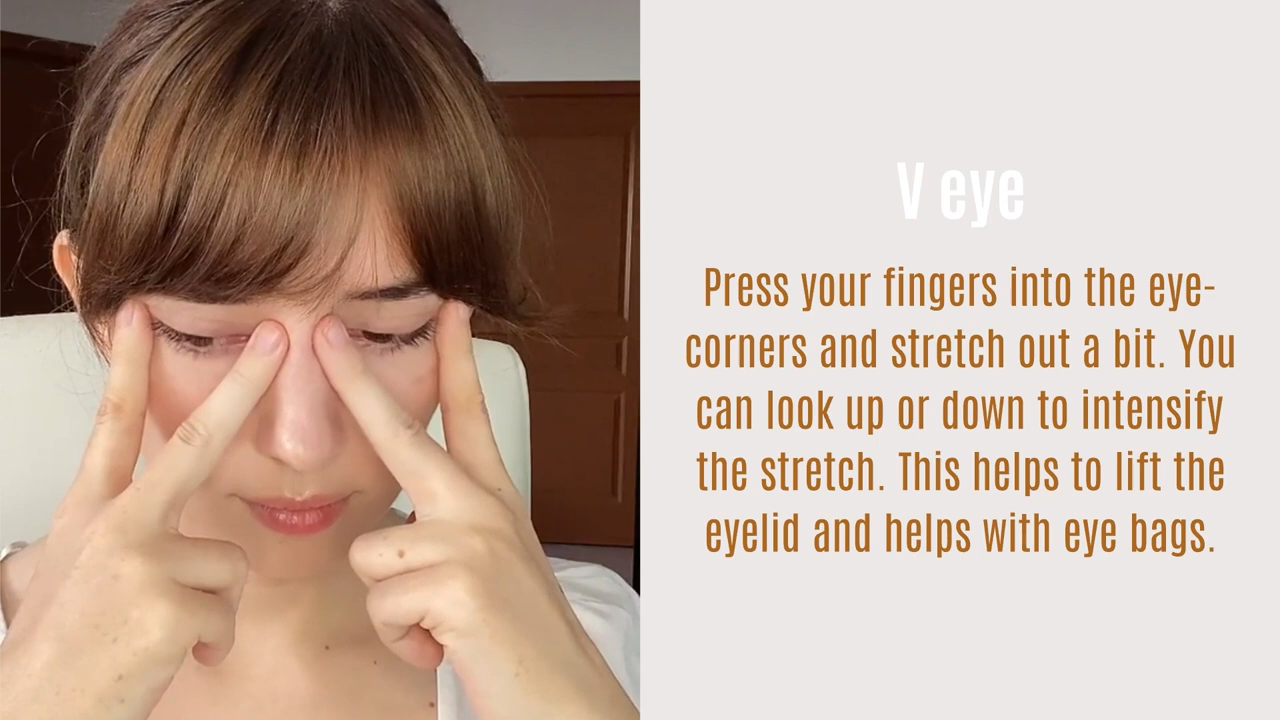 V eye
Press your fingers into the eye-
corners and stretch out a bit. You
can look up or down to intensify
the stretch. This helps to lift the
eyelid and helps with eye bags.